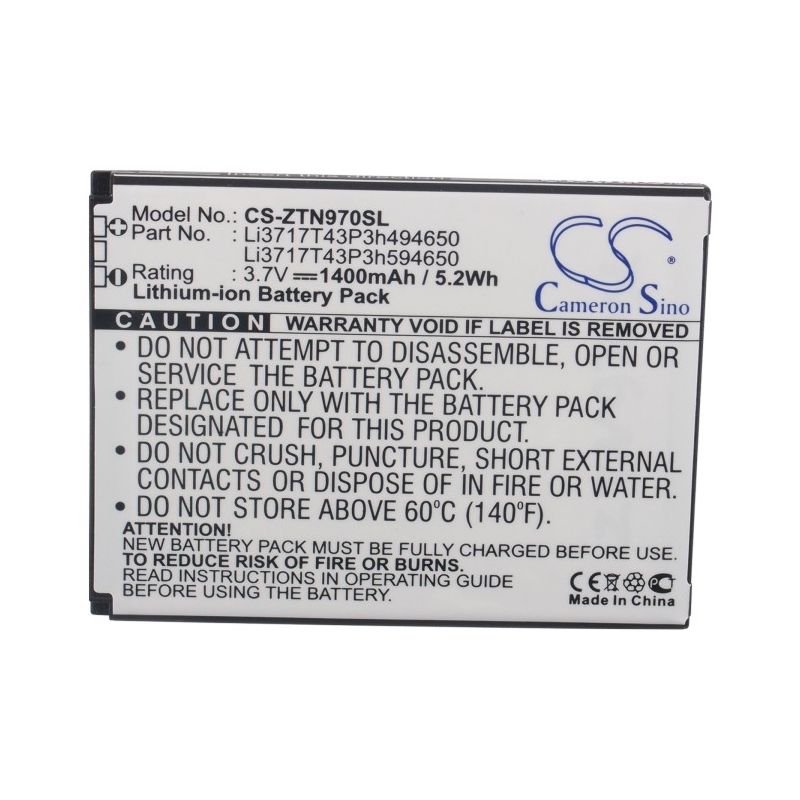 Model No.: CS-ZTN970SL
Part No. : Li3717T43P3h494650
Li3717T43P3h594650
Rating : 3.7V 1400mAh / 5.2Wh
Lithium-ion Battery Pack
CS
®
Cameron Sino
CAUTION WARRANTY VOID IF LABEL IS REMOVED
• DO NOT ATTEMPT TO DISASSEMBLE, OPEN OR
SERVICE THE BATTERY PACK.
• REPLACE ONLY WITH THE BATTERY PACK
DESIGNATED FOR THIS PRODUCT.
• DO NOT CRUSH, PUNCTURE, SHORT EXTERNAL
CONTACTS OR DISPOSE OF IN FIRE OR WATER.
• DO NOT STORE ABOVE 60°C (140°F).
ATTENTION!
NEW BATTERY PACK MUST BE FULLY CHARGED BEFORE USE.
TO REDUCE RISK OF FIRE OR BURNS.
READ INSTRUCTIONS IN OPERATING GUIDE
BEFORE USE.
CE
Made In China